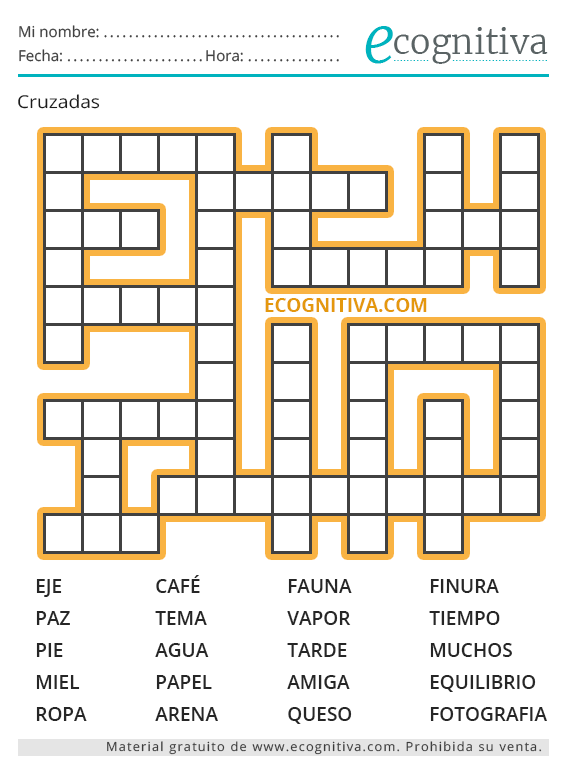 Mi nombre: ......................................
ecognitiva
Fecha: ...................... Hora: ...............
Cruzadas
ECOGNITIVA.COM
EJE CAFÉ FAUNA FINURA
PAZ TEMA VAPOR TIEMPO
PIE AGUA TARDE MUCHOS
MIEL PAPEL AMIGA EQUILIBRIO
ROPA ARENA QUESO FOTOGRAFIA
Material gratuito de www.ecognitiva.com. Prohibida su venta.